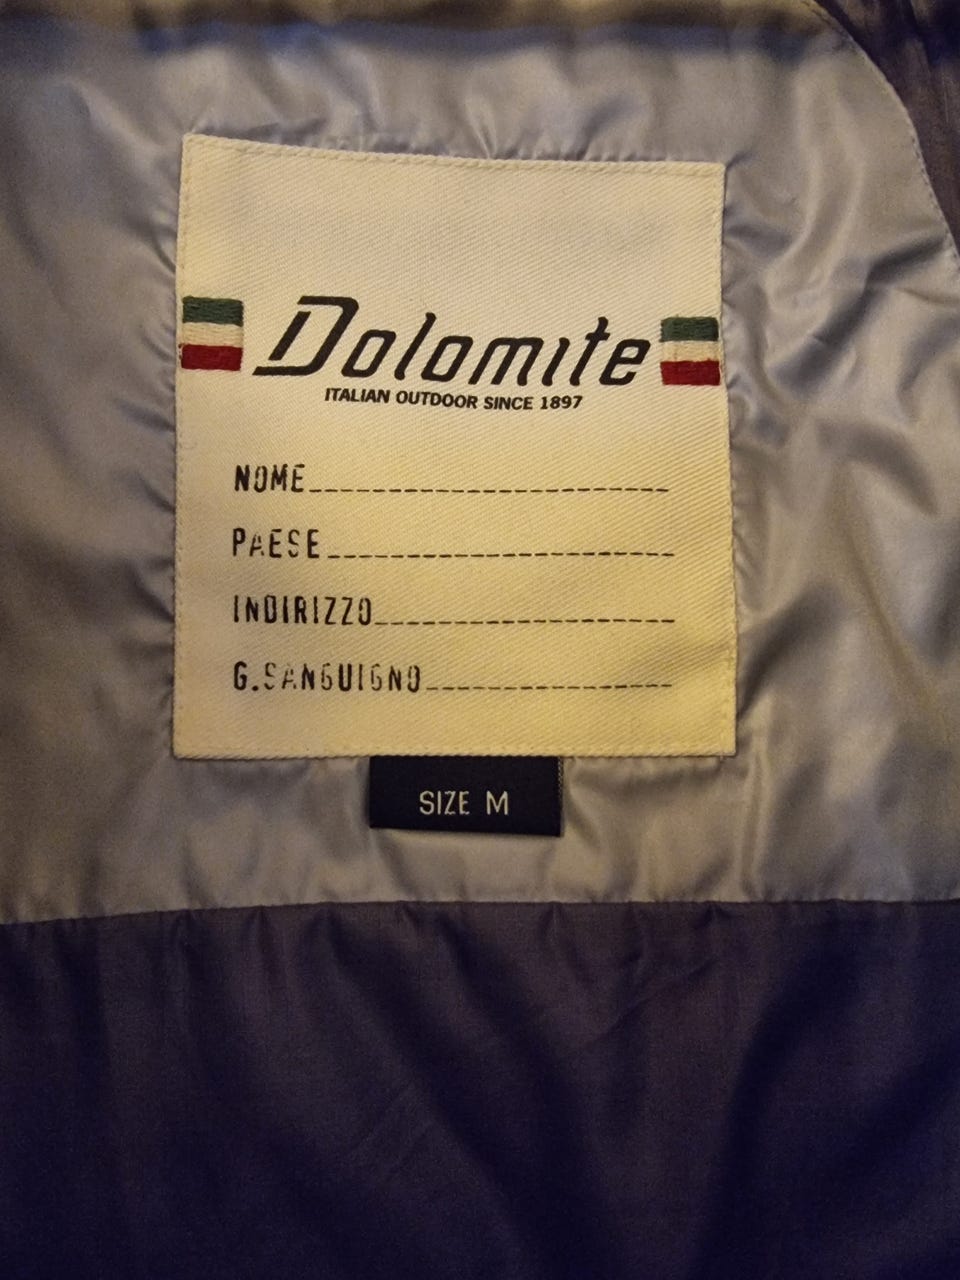 Dolomite
ITALIAN OUTDOOR SINCE 1897
NOME
PAESE
INDIRIZZO
G.SANGUIGNO
SIZE M